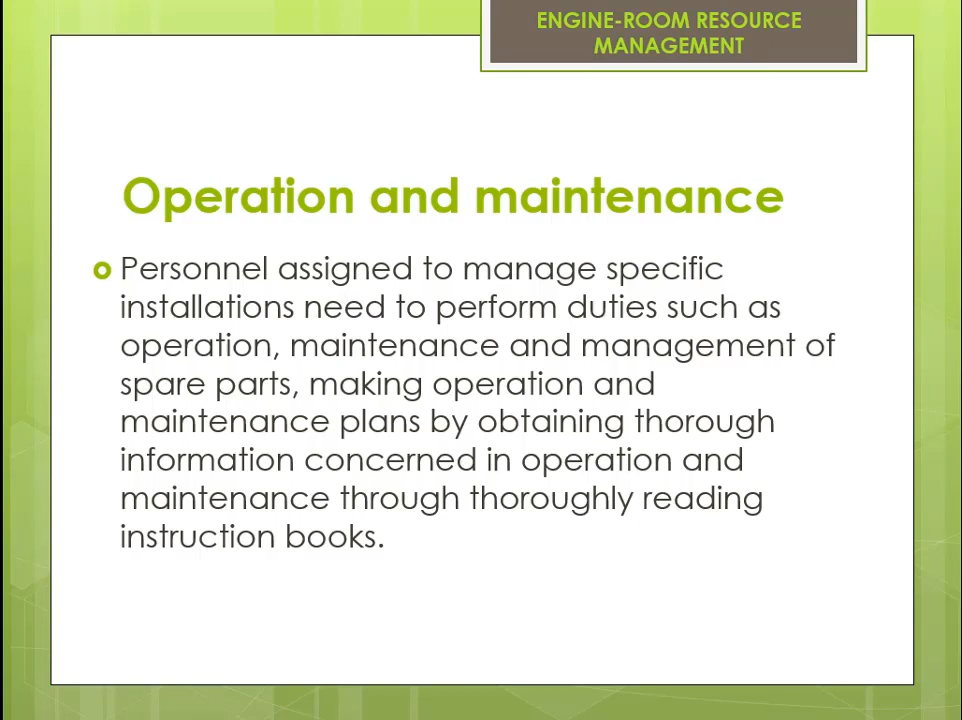 ENGINE-ROOM RESOURCE
MANAGEMENT
Operation and maintenance
Personnel assigned to manage specific
installations need to perform duties such as
operation, maintenance and management of
spare parts, making operation and
maintenance plans by obtaining thorough
information concerned in operation and
maintenance through thoroughly reading
instruction books.